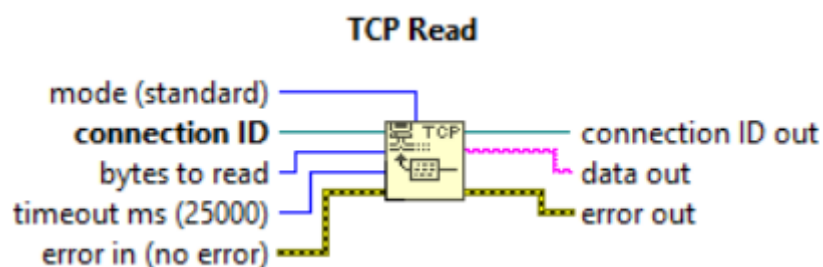 TCP Read
mode (standard)
connection ID
bytes to read
timeout ms (25000)
error in (no error)
TCP
connection ID out
data out
error out